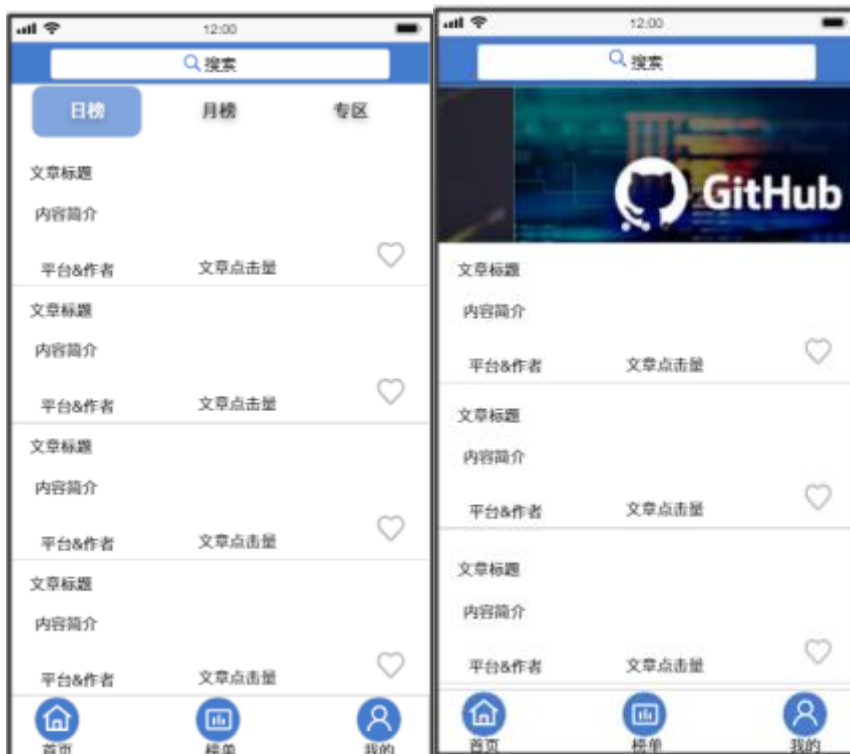 12:00
搜索
日榜 月榜 专区
文章标题
内容简介
平台&作者 文章点击量
文章标题
内容简介
平台&作者 文章点击量
文章标题
内容简介
平台&作者 文章点击量
文章标题
内容简介
平台&作者 文章点击量
首页 榜单 我的
12:00
搜索
GitHub
文章标题
内容简介
平台&作者 文章点击量
文章标题
内容简介
平台&作者 文章点击量
文章标题
内容简介
平台&作者 文章点击量
首页 榜单 我的